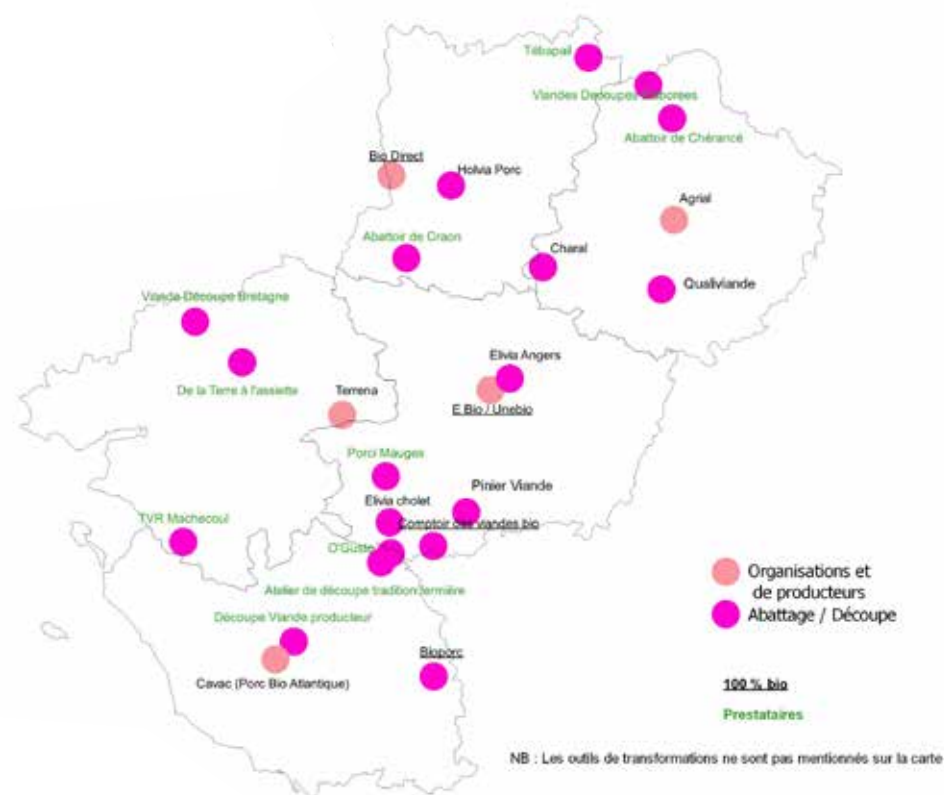 Tébapail
Viandes Découpes Elaborées
Abattoir de Chérancé
Bio Direct
Holvia Porc
Agrial
Abattoir de Craon
Charal
Qualiviande
Viande Découpe Bretagne
Elivia Angers
De la Terre à l'assiette
Terrena
E Bio / Unebio
Porci Mauges
Pinier Viande
Elivia cholet
TVR Machecoul
Comptoir des viandes bio
O'Guste
Atelier de découpe tradition fermière
Découpe Viande producteur
Bioporc
Cavac (Porc Bio Atlantique)
Organisations et
de producteurs
Abattage / Découpe
100 % bio
Prestataires
NB : Les outils de transformations ne sont pas mentionnés sur la carte